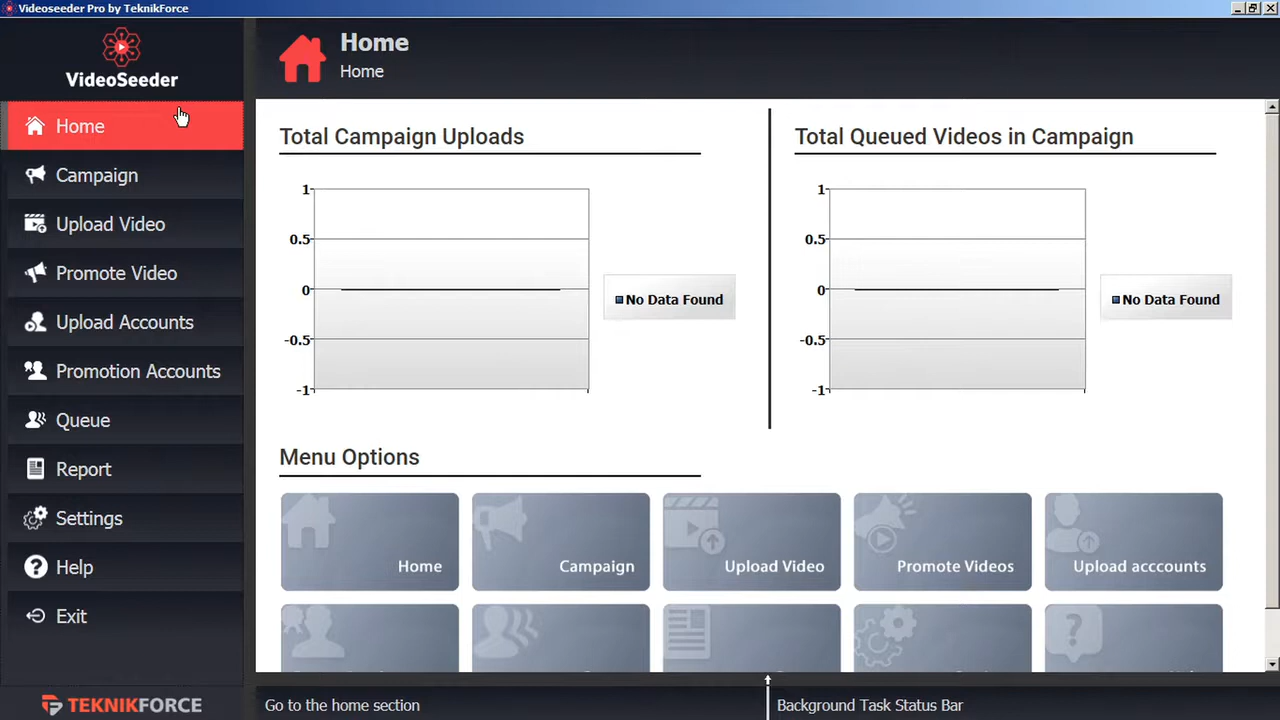 Videoseeder Pro by TeknikForce
VideoSeeder
Home
Campaign
Upload Video
Promote Video
Upload Accounts
Promotion Accounts
Queue
Report
Settings
Help
Exit
TEKNIKFORCE
Home
Home
Total Campaign Uploads
1
0.5
0
-0.5
-1
No Data Found
Total Queued Videos in Campaign
1
0.5
0
-0.5
-1
No Data Found
Menu Options
Home
Campaign
Upload Video
Promote Videos
Upload acccounts
Go to the home section
Background Task Status Bar